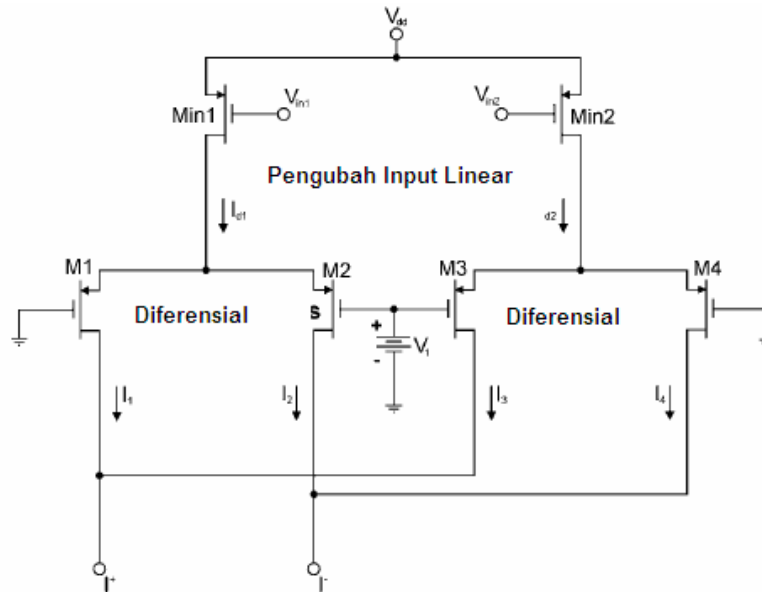 Vdd
Min1
Vin1
Vin2
Min2
Pengubah Input Linear
Id1
d2
M1
M2
M3
M4
Diferensial
S
Diferensial
+
-
V1
I1
I2
I3
I4
I+
I-